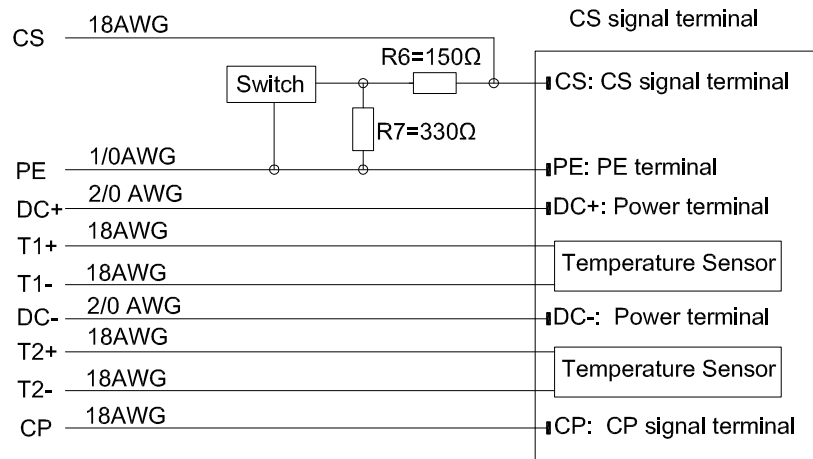 CS 18AWG CS signal terminal
R6=150Ω
Switch CS: CS signal terminal
R7=330Ω
PE 1/0AWG PE: PE terminal
DC+ 2/0 AWG DC+: Power terminal
T1+ 18AWG
Temperature Sensor
T1- 18AWG
DC- 2/0 AWG DC-: Power terminal
T2+ 18AWG
Temperature Sensor
T2- 18AWG
CP 18AWG CP: CP signal terminal